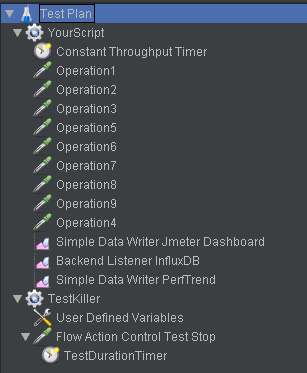 Test Plan
YourScript
Constant Throughput Timer
Operation1
Operation2
Operation3
Operation5
Operation6
Operation7
Operation8
Operation9
Operation4
Simple Data Writer Jmeter Dashboard
Backend Listener InfluxDB
Simple Data Writer PerfTrend
TestKiller
User Defined Variables
Flow Action Control Test Stop
TestDurationTimer